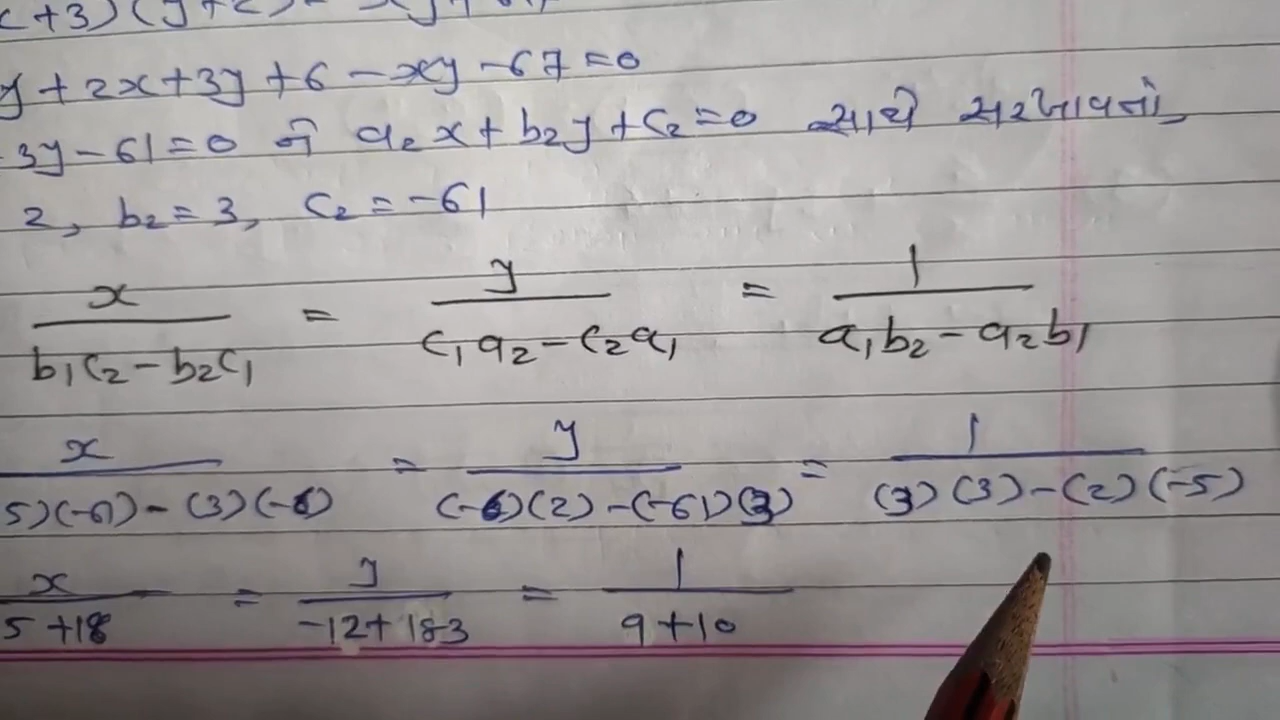 +3)(y+2)
y+2x+3y+6-xy-67=0
3y-61=0 ને a₂x+b₂y+c₂=0 સાથે સરખાવતાં,
2, b₂=3, c₂=-61
x/(b₁c₂-b₂c₁) = y/(c₁a₂-c₂a₁) = 1/(a₁b₂-a₂b₁)
x/(5)(-61)-(3)(-6) = y/(-6)(2)-(-61)(3) = 1/(3)(3)-(2)(-5)
x/5+18 = y/-12+183 = 1/9+10